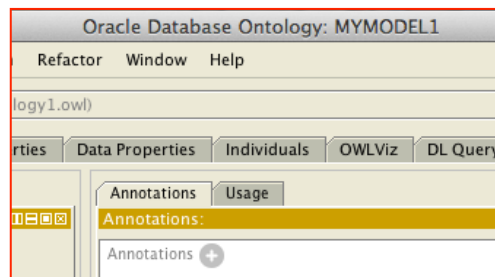 Oracle Database Ontology: MYMODEL1
Refactor Window Help
logy1.owl)
rties Data Properties Individuals OWLViz DL Query
Annotations Usage
Annotations:
Annotations